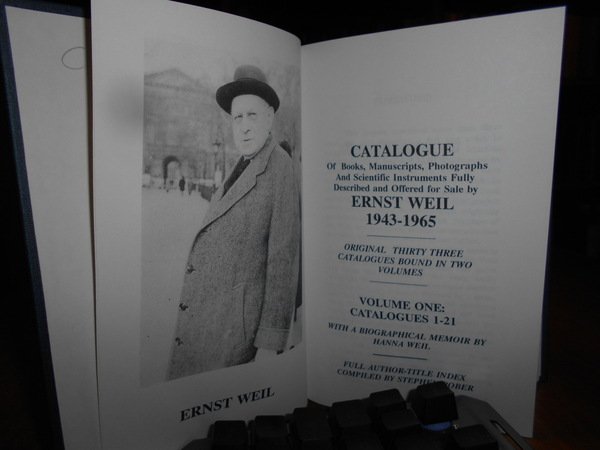 ERNST WEIL
CATALOGUE
Of Books, Manuscripts, Photographs
And Scientific Instruments Fully
Described and Offered for Sale by
ERNST WEIL
1943-1965
ORIGINAL THIRTY THREE
CATALOGUES BOUND IN TWO
VOLUMES
VOLUME ONE:
CATALOGUES 1-21
WITH A BIOGRAPHICAL MEMOIR BY
HANNA WEIL
FULL AUTHOR-TITLE INDEX
COMPILED BY